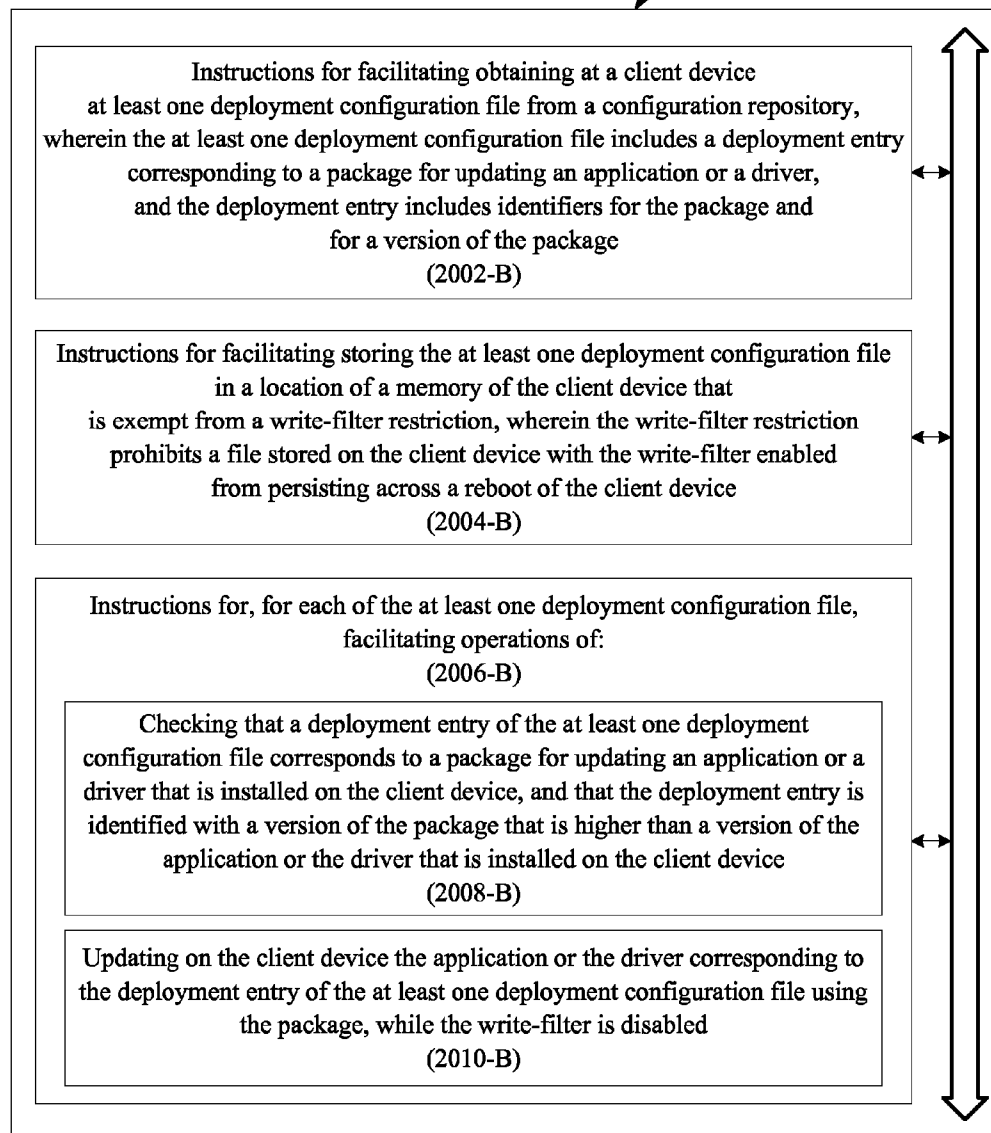 Instructions for facilitating obtaining at a client device
at least one deployment configuration file from a configuration repository,
wherein the at least one deployment configuration file includes a deployment entry
corresponding to a package for updating an application or a driver,
and the deployment entry includes identifiers for the package and
for a version of the package
(2002-B)
Instructions for facilitating storing the at least one deployment configuration file
in a location of a memory of the client device that
is exempt from a write-filter restriction, wherein the write-filter restriction
prohibits a file stored on the client device with the write-filter enabled
from persisting across a reboot of the client device
(2004-B)
Instructions for, for each of the at least one deployment configuration file,
facilitating operations of:
(2006-B)
Checking that a deployment entry of the at least one deployment
configuration file corresponds to a package for updating an application or a
driver that is installed on the client device, and that the deployment entry is
identified with a version of the package that is higher than a version of the
application or the driver that is installed on the client device
(2008-B)
Updating on the client device the application or the driver corresponding to
the deployment entry of the at least one deployment configuration file using
the package, while the write-filter is disabled
(2010-B)